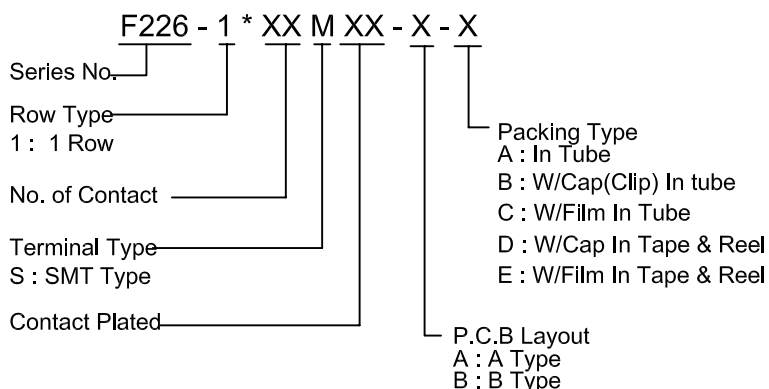 F226 - 1 * XX M XX - X - X
Series No.
Row Type
1 : 1 Row
No. of Contact
Terminal Type
S : SMT Type
Contact Plated
Packing Type
A : In Tube
B : W/Cap(Clip) In tube
C : W/Film In Tube
D : W/Cap In Tape & Reel
E : W/Film In Tape & Reel
P.C.B Layout
A : A Type
B : B Type